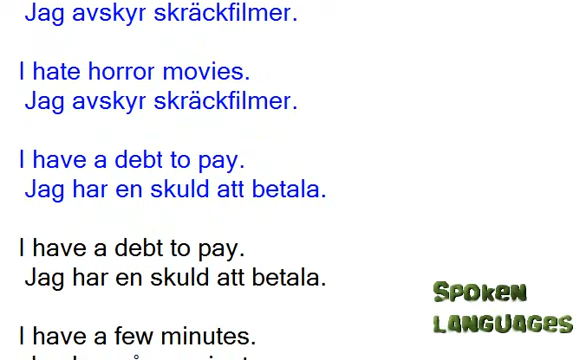 Jag avskyr skräckfilmer.
I hate horror movies.
Jag avskyr skräckfilmer.
I have a debt to pay.
Jag har en skuld att betala.
I have a debt to pay.
Jag har en skuld att betala.
I have a few minutes.
Spoken
Languages